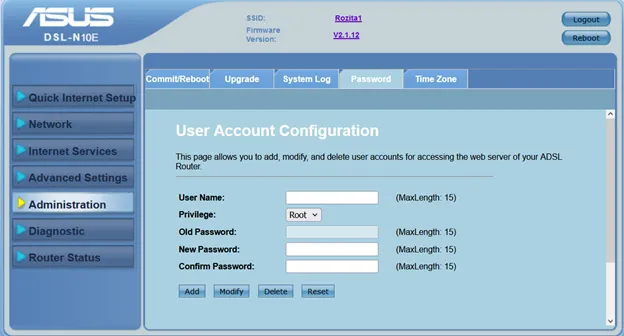 ASUS
DSL-N10E
SSID: Rozita1
Firmware Version: V2.1.12
Logout
Reboot
Commit/Reboot Upgrade System Log Password Time Zone
Quick Internet Setup
Network
Internet Services
Advanced Settings
Administration
Diagnostic
Router Status
User Account Configuration
This page allows you to add, modify, and delete user accounts for accessing the web server of your ADSL
Router.
User Name: (MaxLength: 15)
Privilege: Root
Old Password: (MaxLength: 15)
New Password: (MaxLength: 15)
Confirm Password: (MaxLength: 15)
Add Modify Delete Reset